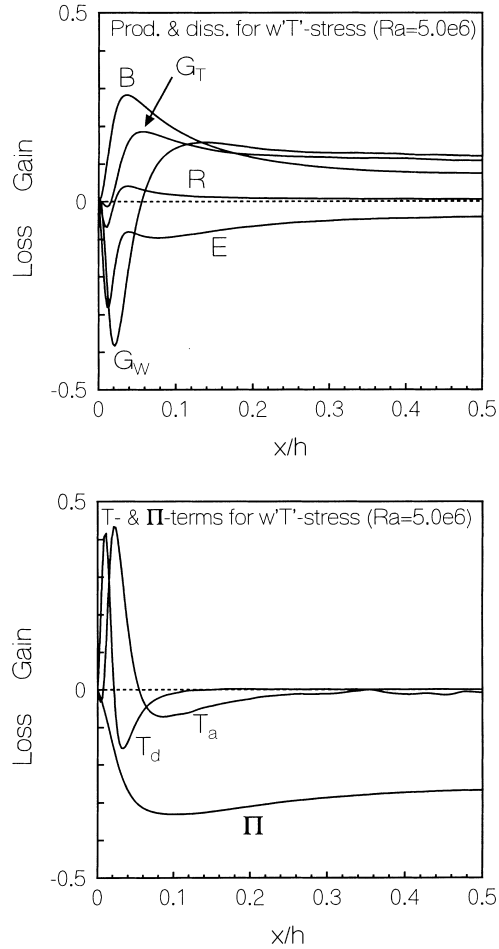 Prod. & diss. for w'T'-stress (Ra=5.0e6)
0.5
B
G_T
R
0
E
G_W
-0.5
Loss Gain
0 0.1 0.2 0.3 0.4 0.5
x/h
T- & Π-terms for w'T'-stress (Ra=5.0e6)
0.5
0
T_d
T_a
Π
-0.5
Loss Gain
0 0.1 0.2 0.3 0.4 0.5
x/h